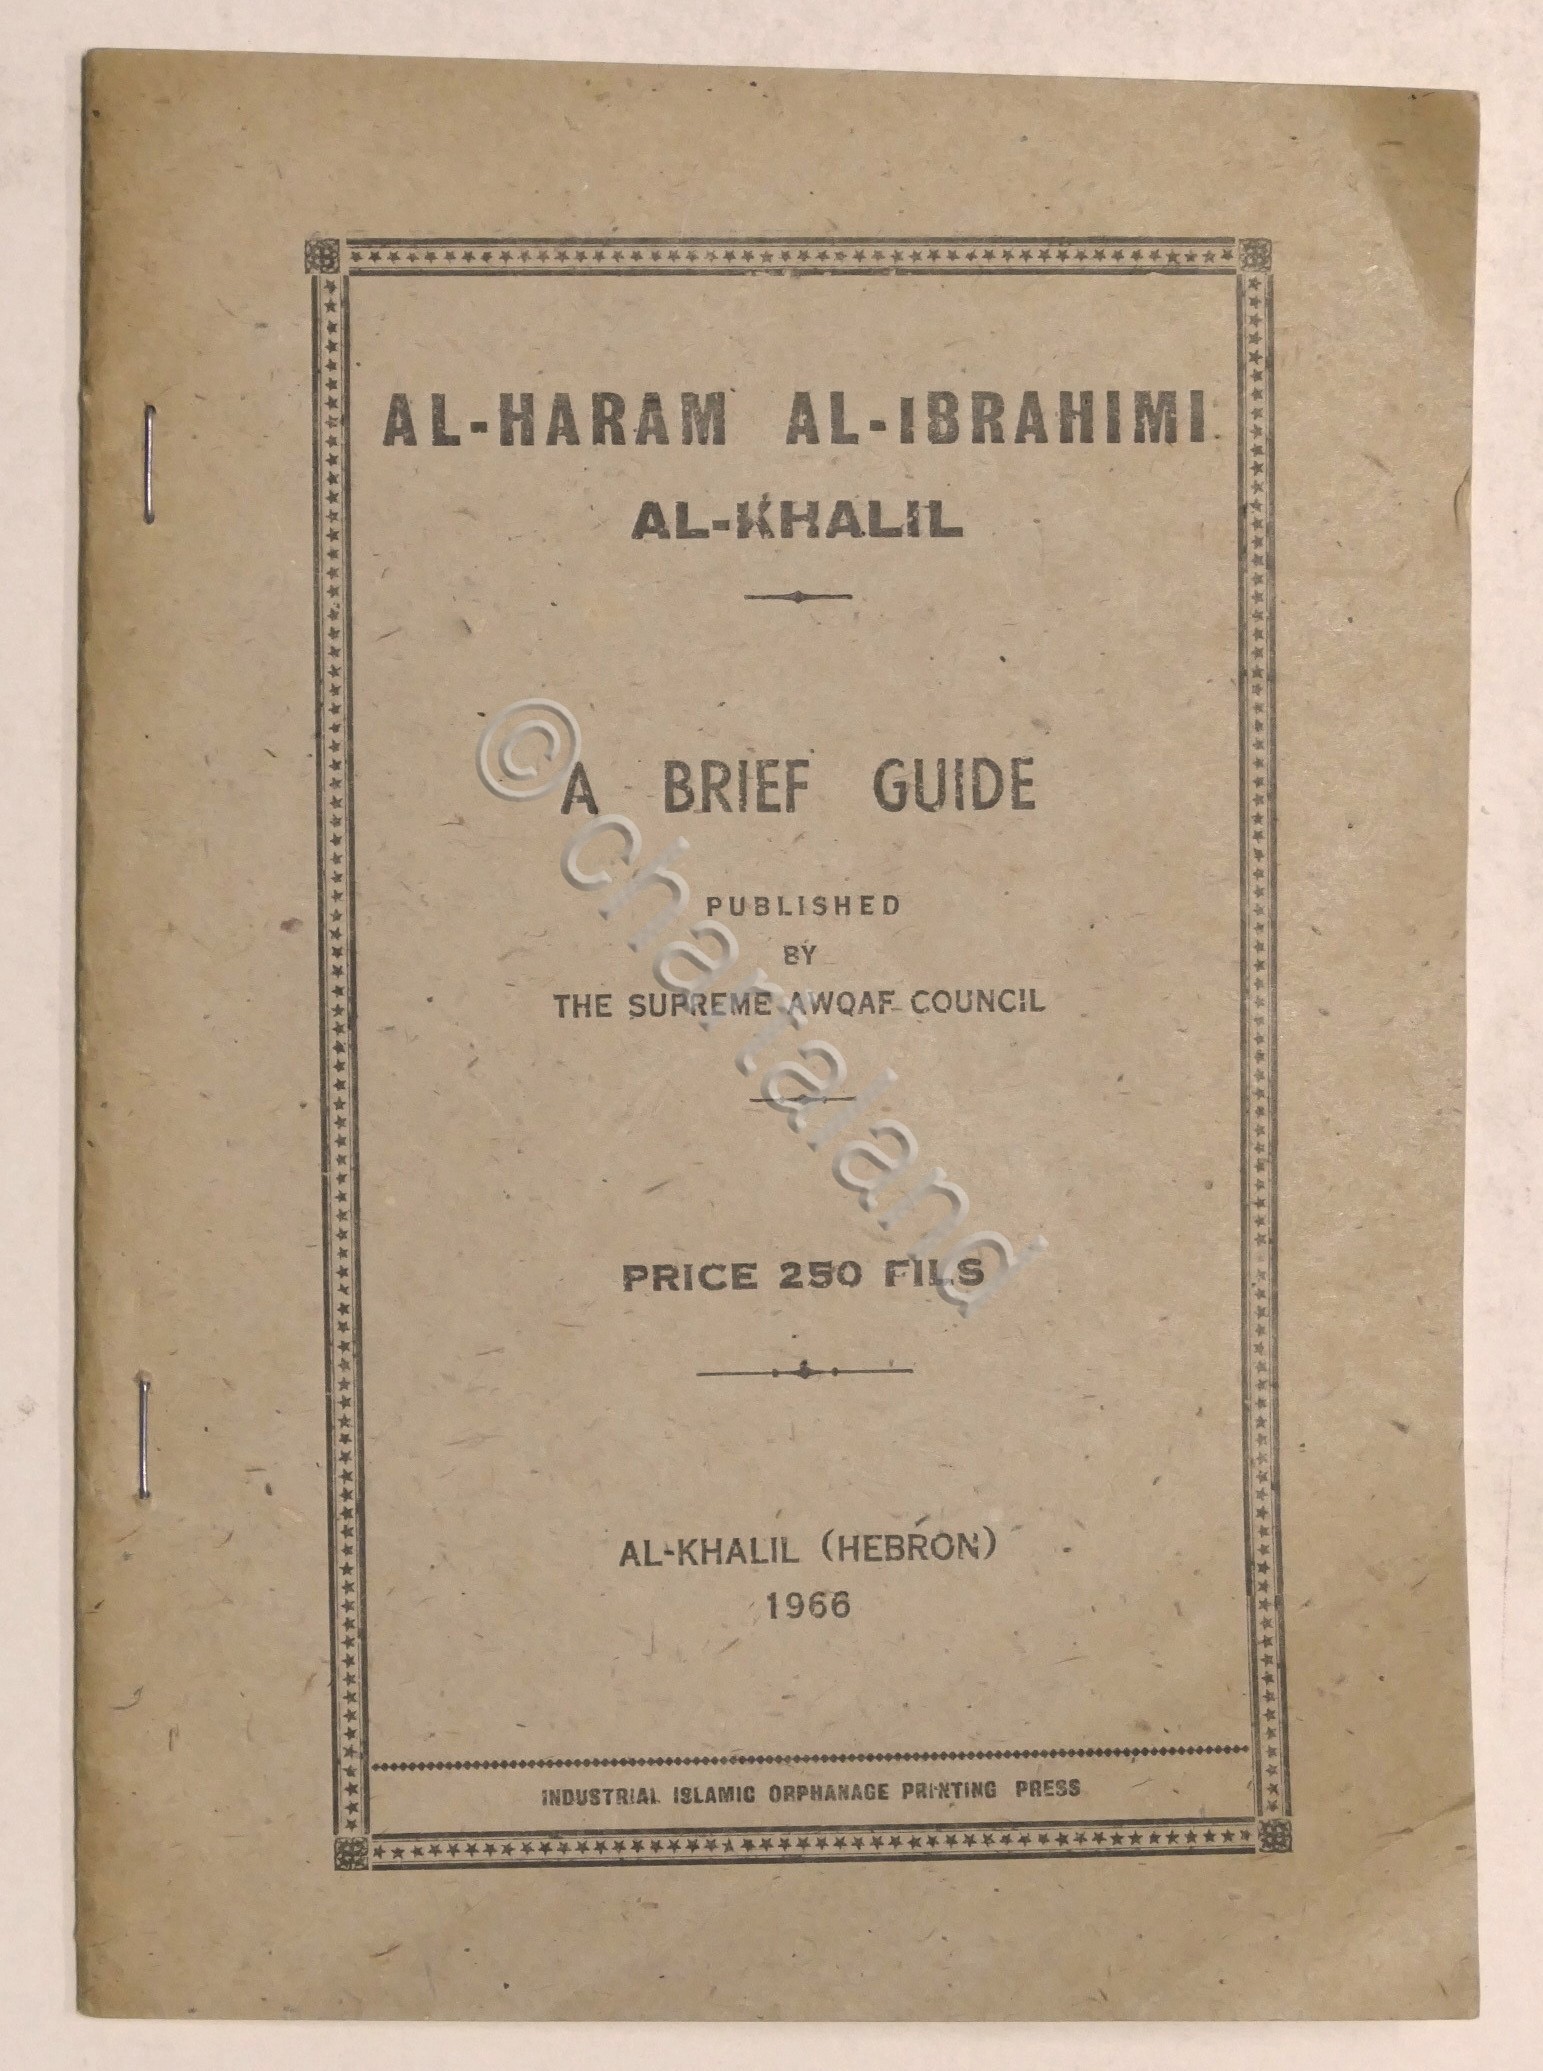 AL-HARAM AL-IBRAHIMI
AL-KHALIL
A BRIEF GUIDE
PUBLISHED
BY
THE SUPREME AWQAF COUNCIL
PRICE 250 FILS
AL-KHALIL (HEBRON)
1966
INDUSTRIAL ISLAMIC ORPHANAGE PRINTING PRESS
© chartaland